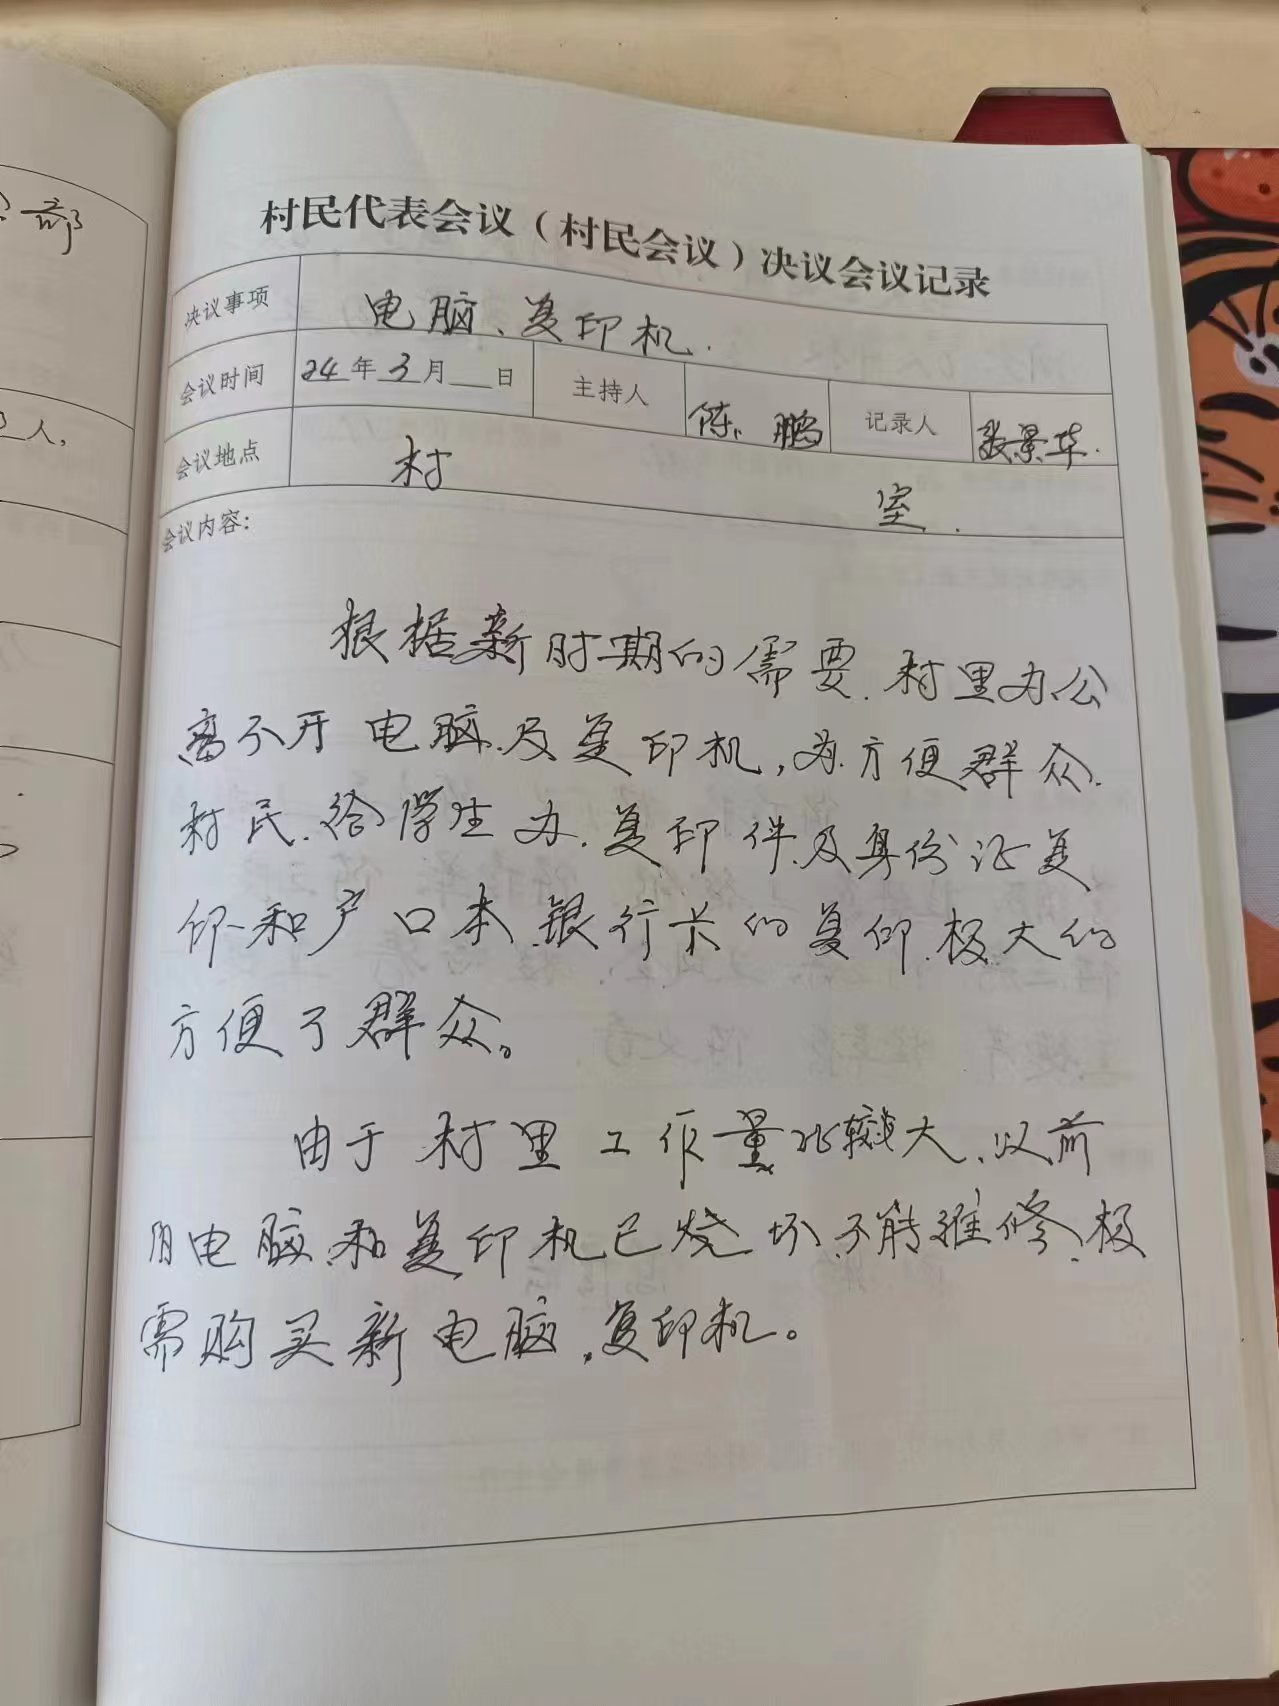 村民代表会议（村民会议）决议会议记录
决议事项 电脑、复印机.
会议时间 24年3月 日 主持人 陈鹏 记录人 景华.
会议地点 村 室.
会议内容：
根据新时期的需要.村里办公
离不开电脑.及复印机，为方便群众.
村民.给学生办.复印件.及身份证复
印和户口本.银行卡的复印.极大的
方便了群众。
由于村里工作量比较大.以前
用电脑.和复印机已烧坏.不能维修.极
需购买新电脑.复印机。
部
人，